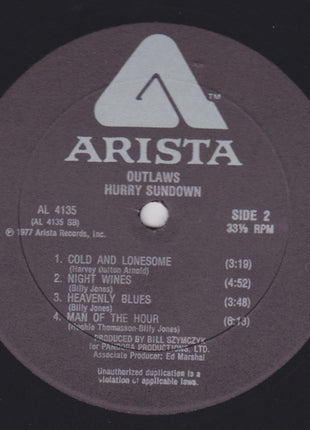 TM
ARISTA
OUTLAWS
HURRY SUNDOWN
AL 4135
(AL 4135 SB)
℗ 1977 Arista Records, Inc.
SIDE 2
33⅓ RPM
1. COLD AND LONESOME (3:19)
(Harvey Dalton Arnold)
2. NIGHT WINES (4:52)
(Billy Jones)
3. HEAVENLY BLUES (3:48)
(Billy Jones)
4. MAN OF THE HOUR (6:13)
(Hughie Thomasson-Billy Jones)
PRODUCED BY BILL SZYMCZYK
for PANDORA PRODUCTIONS, LTD.
Associate Producer: Ed Marshal
Unauthorized duplication is a
violation of applicable laws.